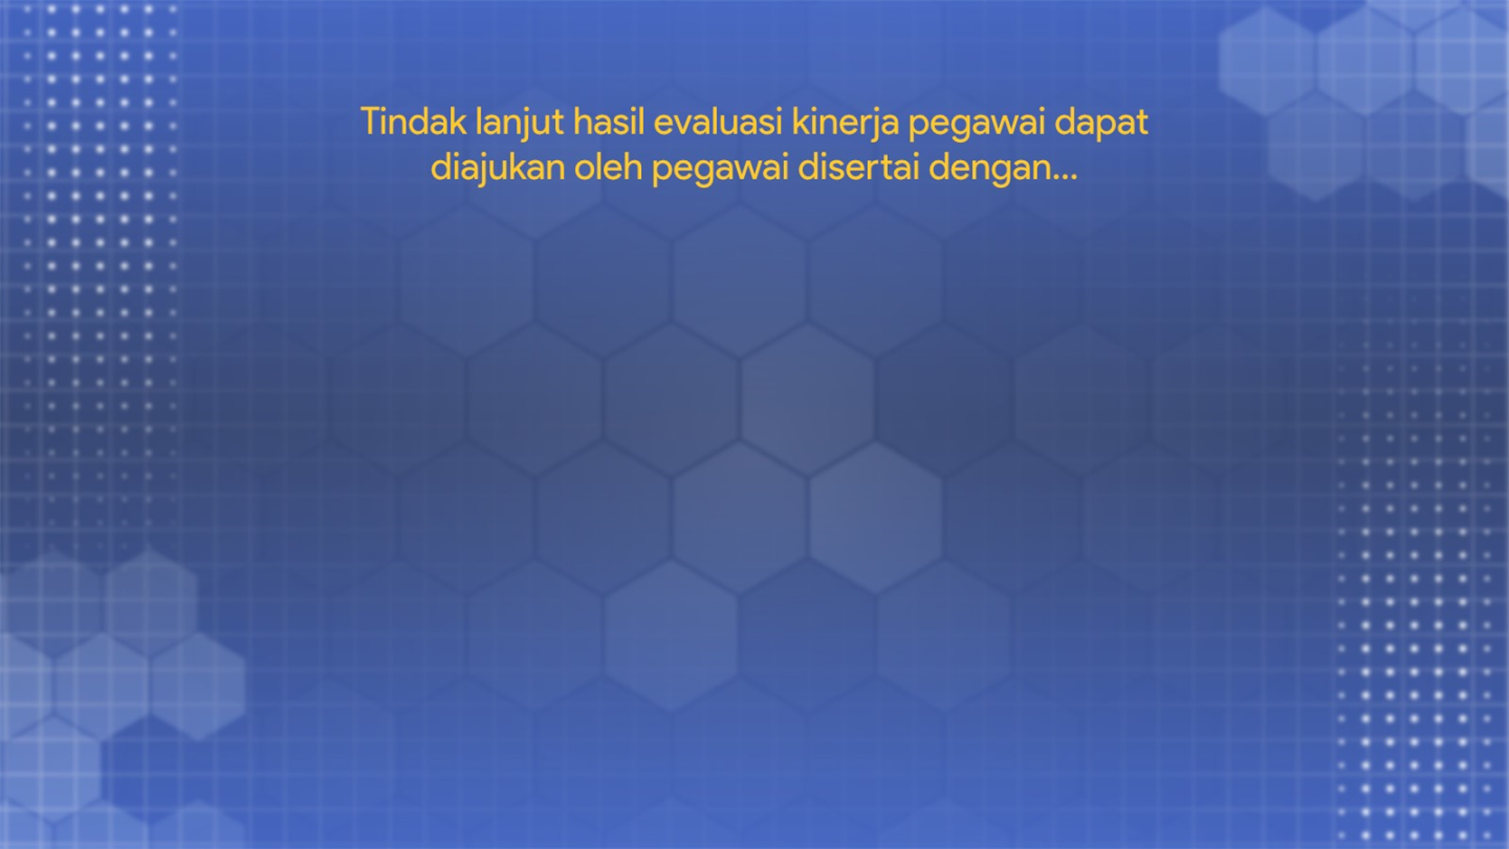 Tindak lanjut hasil evaluasi kinerja pegawai dapat
diajukan oleh pegawai disertai dengan...